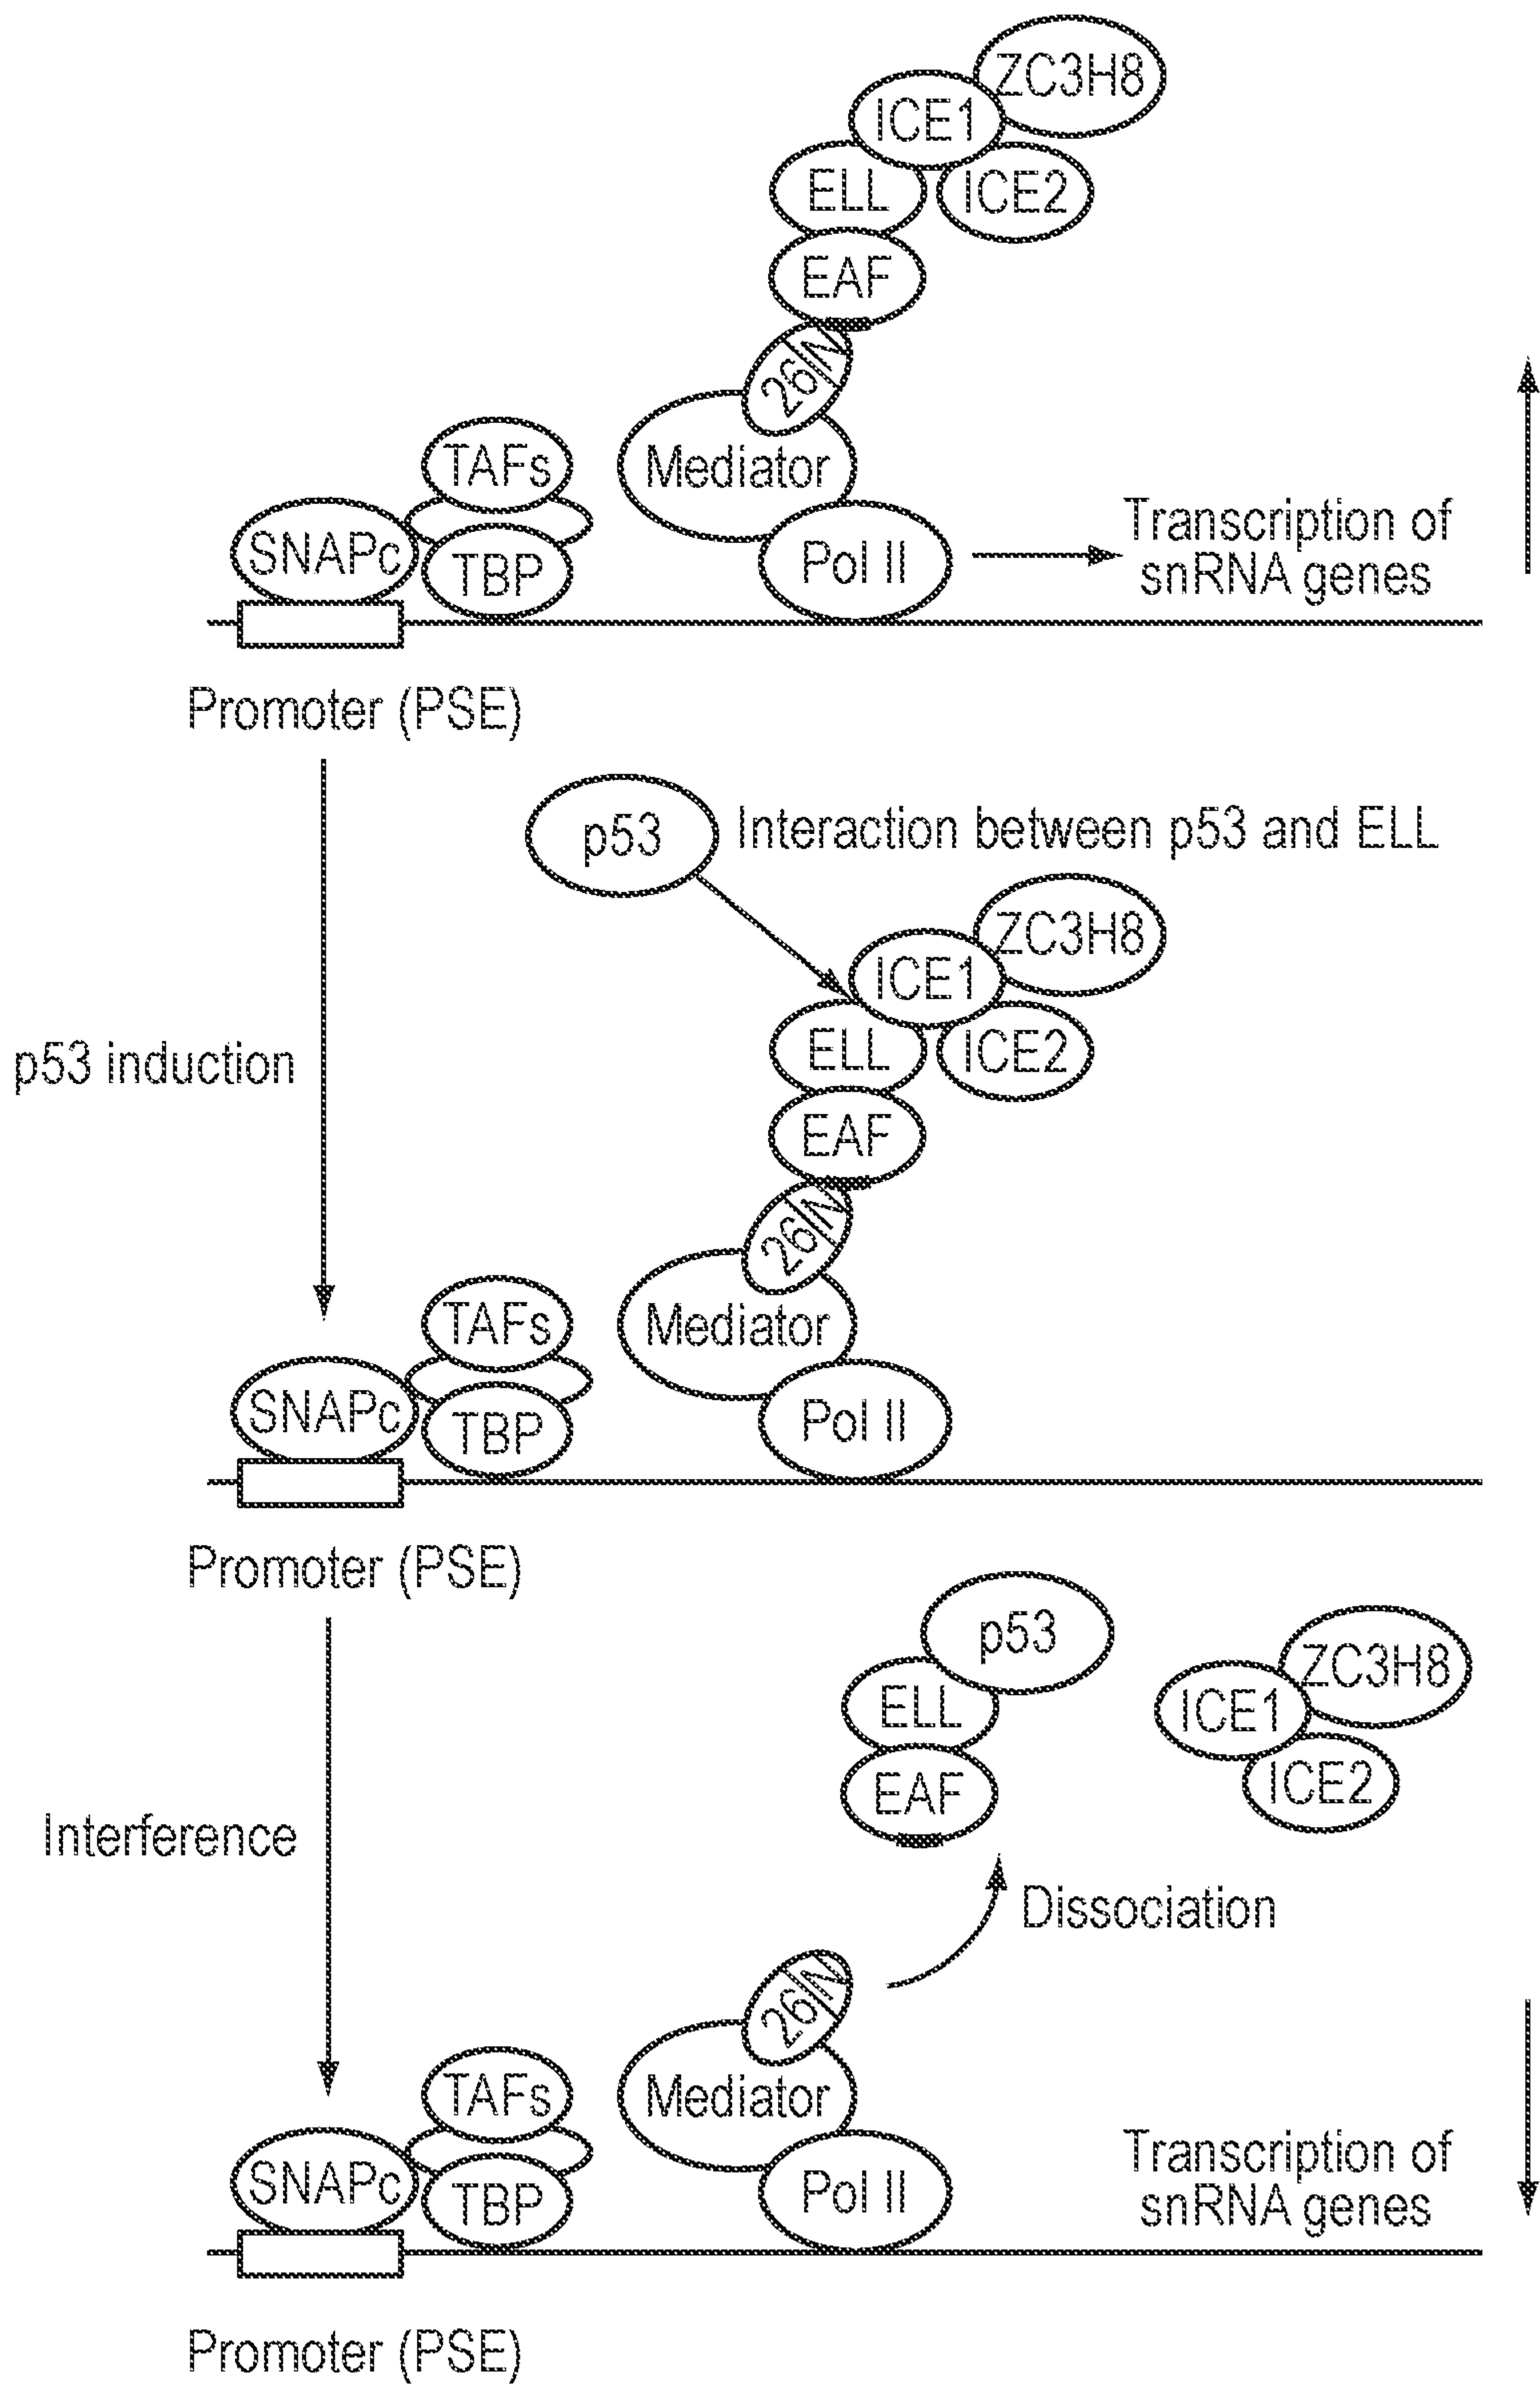 ZC3H8
ICE1
ELL
ICE2
EAF
26 N
TAFs
Mediator
SNAPc
TBP
Pol II
Transcription of
snRNA genes
Promoter (PSE)
p53
Interaction between p53 and ELL
ZC3H8
ICE1
ELL
ICE2
p53 induction
EAF
26 N
TAFs
Mediator
SNAPc
TBP
Pol II
Promoter (PSE)
p53
ZC3H8
ELL
ICE1
EAF
ICE2
Interference
Dissociation
26 N
TAFs
Mediator
SNAPc
TBP
Pol II
Transcription of
snRNA genes
Promoter (PSE)